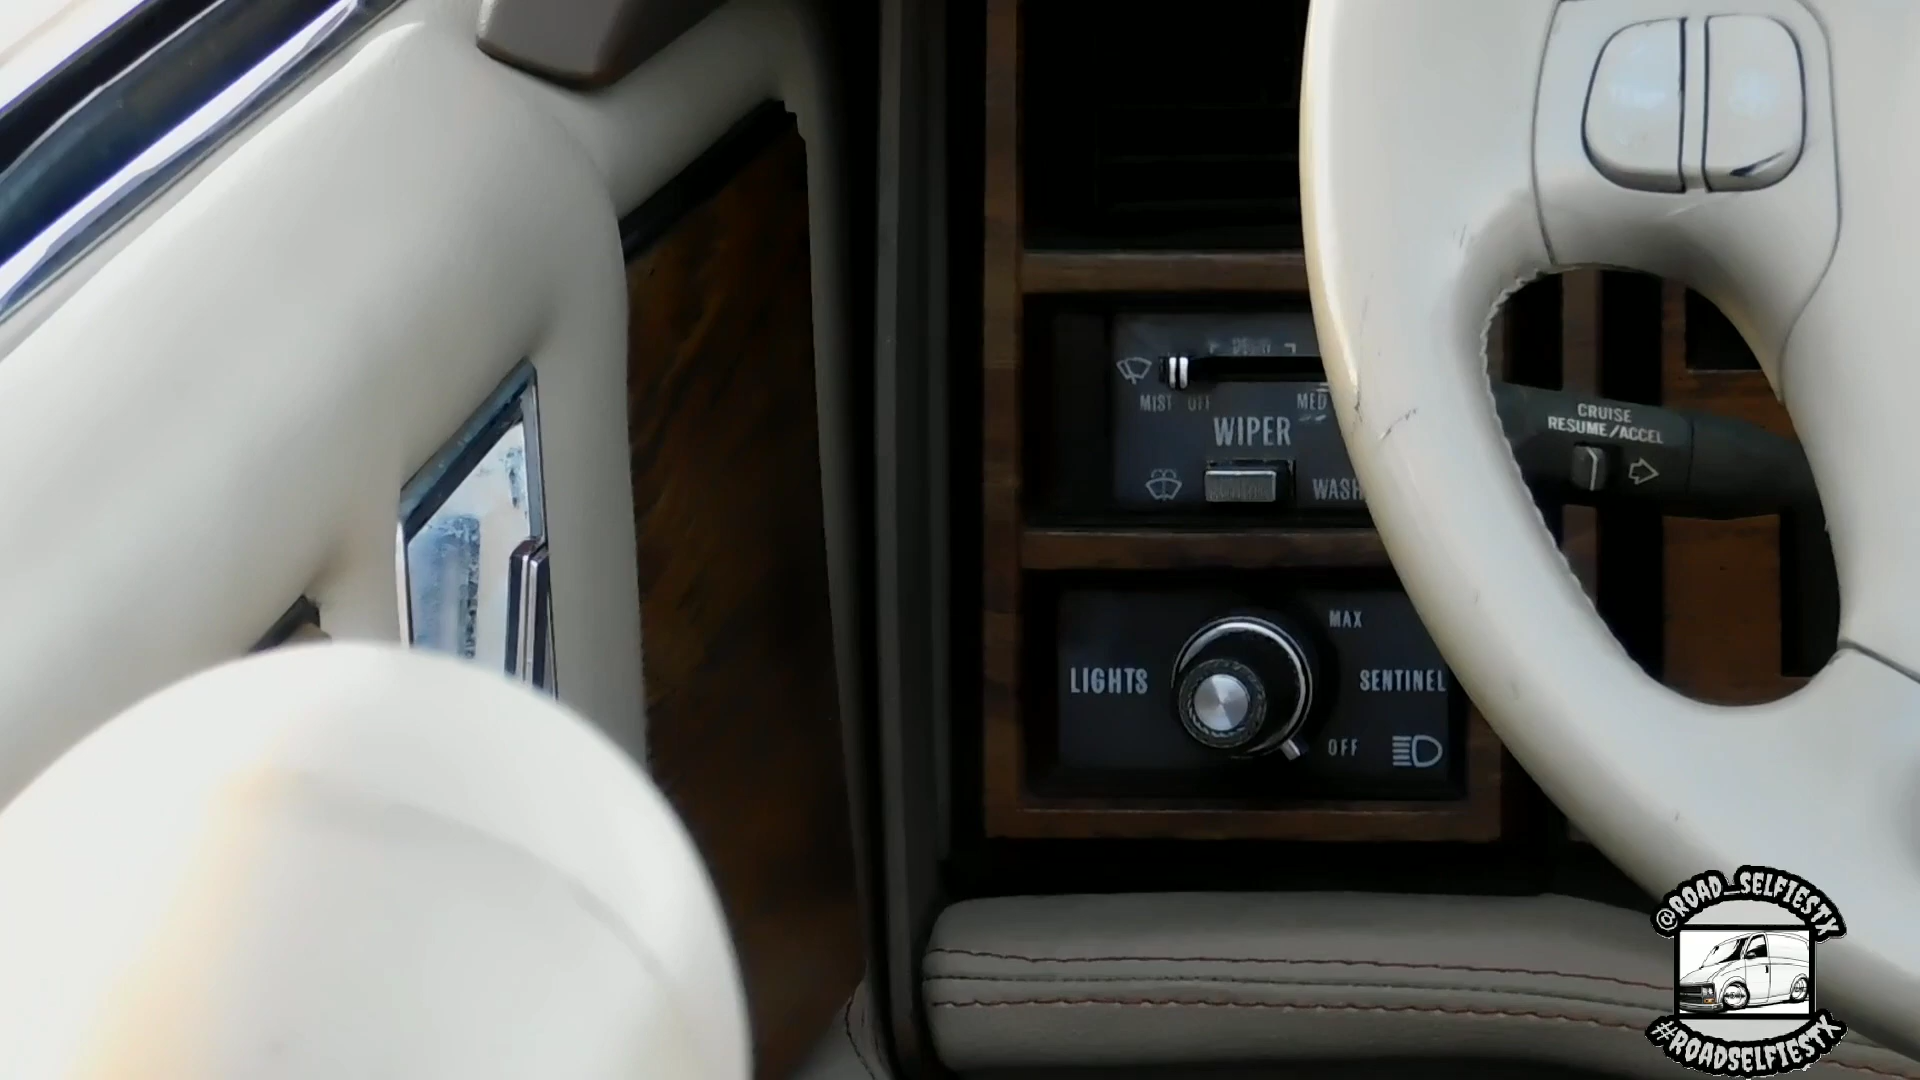 MIST OFF
MED
WIPER
WASH
CRUISE
RESUME/ACCEL
MAX
LIGHTS
SENTINEL
OFF
@ROAD_SELFIESTX
#ROADSELFIESTX